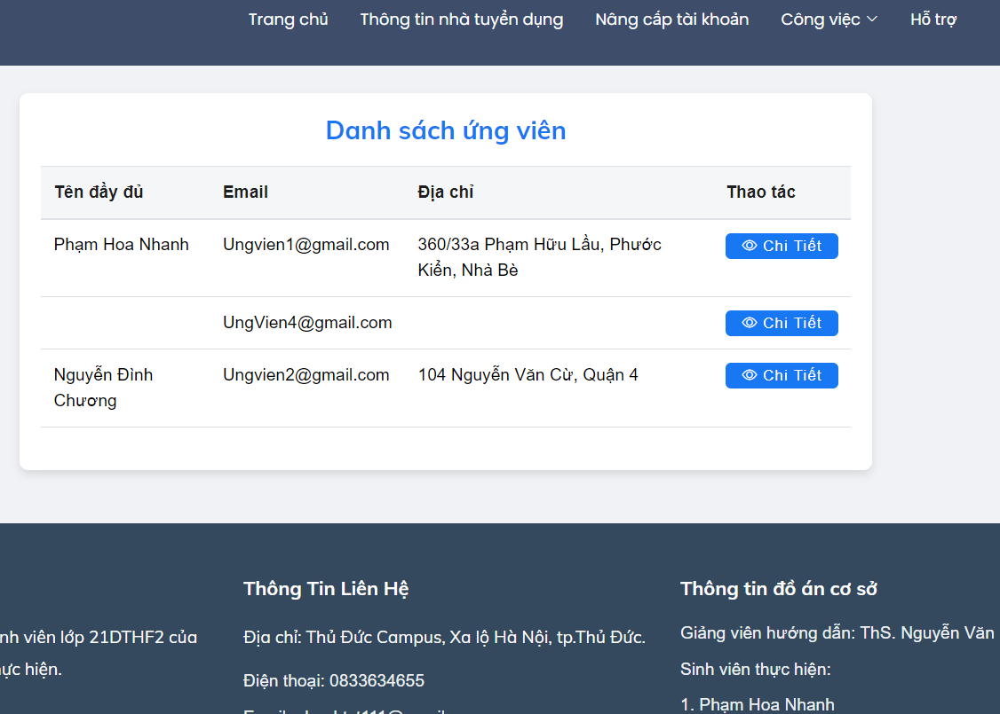 Trang chủ Thông tin nhà tuyển dụng Nâng cấp tài khoản Công việc Hỗ trợ
Danh sách ứng viên
Tên đầy đủ Email Địa chỉ Thao tác
Phạm Hoa Nhanh Ungvien1@gmail.com 360/33a Phạm Hữu Lầu, Phước Chi Tiết
Kiển, Nhà Bè
UngVien4@gmail.com Chi Tiết
Nguyễn Đình Ungvien2@gmail.com 104 Nguyễn Văn Cừ, Quận 4 Chi Tiết
Chương
Thông Tin Liên Hệ
Thông tin đồ án cơ sở
lớp 21DTHF2 của
hiện.
Địa chỉ: Thủ Đức Campus, Xa lộ Hà Nội, tp.Thủ Đức.
Điện thoại: 0833634655
Giảng viên hướng dẫn: ThS. Nguyễn Văn
Sinh viên thực hiện:
1. Phạm Hoa Nhanh